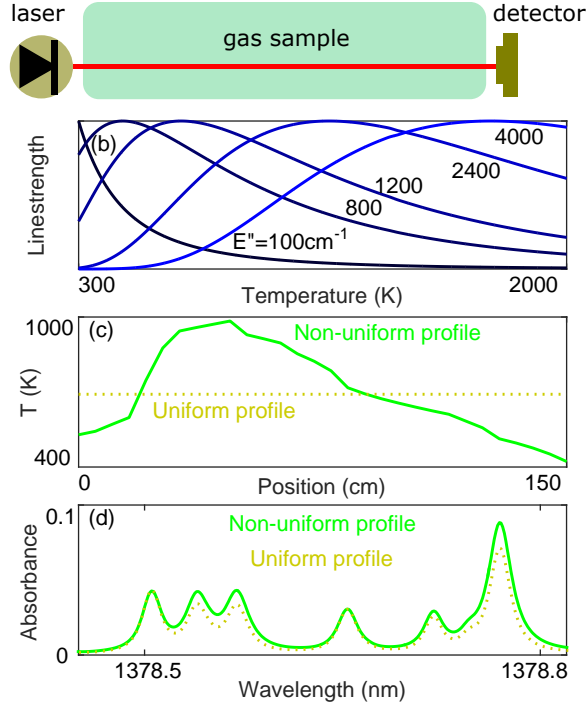 laser
detector
gas sample
(b)
Linestrength
4000
2400
1200
800
E"=100cm⁻¹
300
Temperature (K)
2000
1000
(c)
Non-uniform profile
T (K)
Uniform profile
400
0
Position (cm)
150
0.1
(d)
Non-uniform profile
Uniform profile
Absorbance
0
1378.5
1378.8
Wavelength (nm)